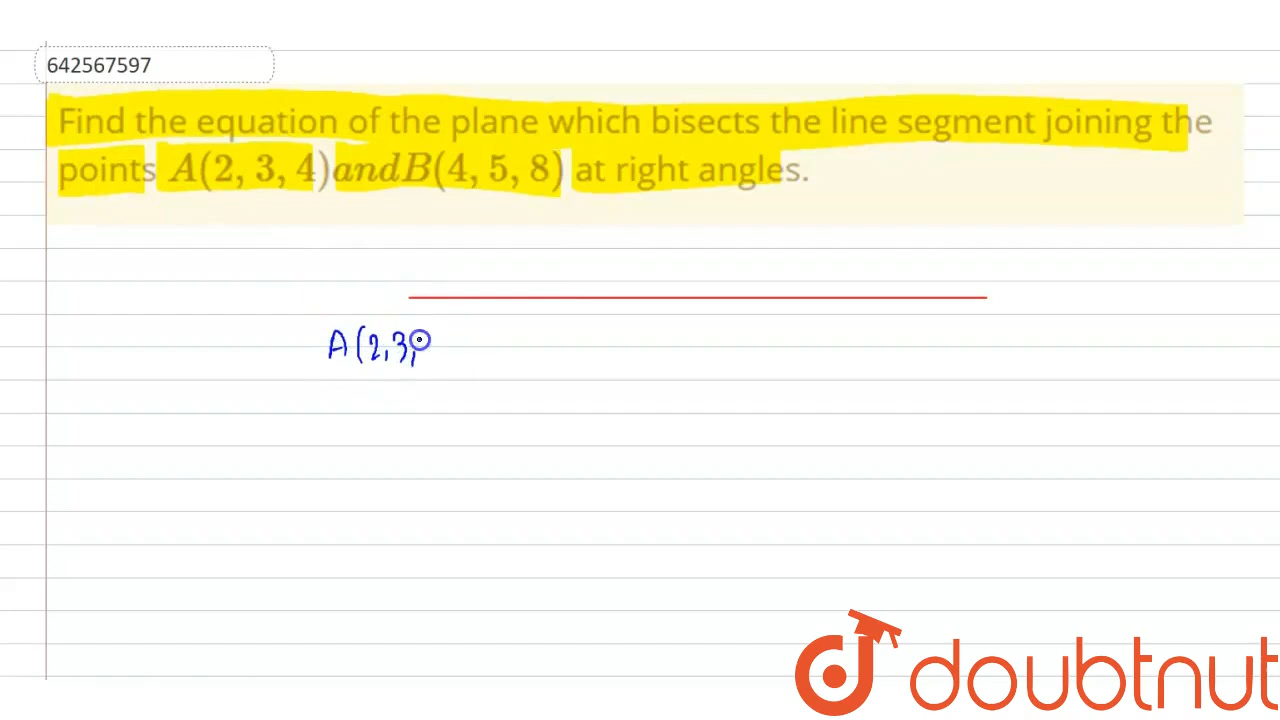 642567597
Find the equation of the plane which bisects the line segment joining the
points A(2, 3, 4)andB(4, 5, 8) at right angles.
A(2,3,
doubtnut